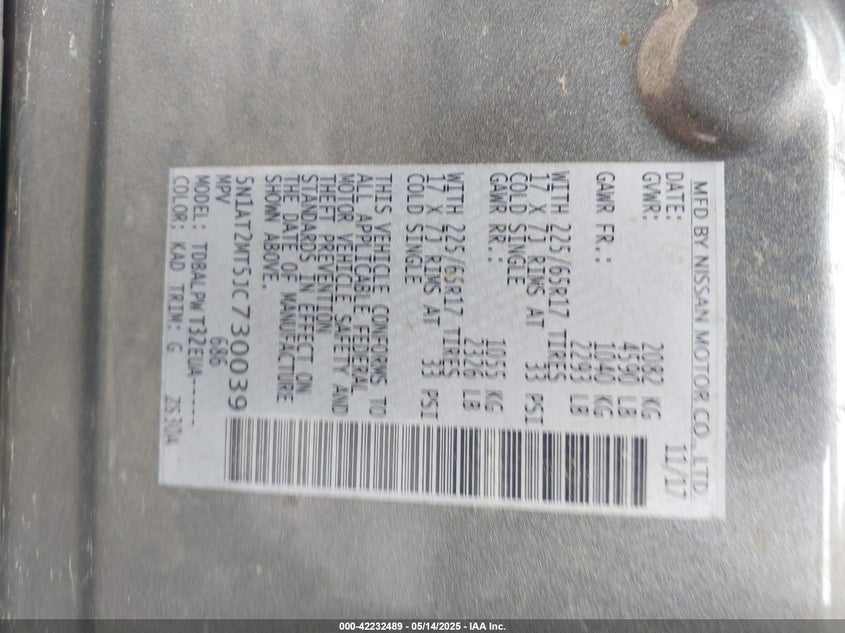 MFD BY NISSAN MOTOR CO., LTD.
DATE: 11/17
GVWR: 2082 KG
4590 LB
GAWR FR.: 1040 KG
2293 LB
WITH 225/65R17 TIRES
17 X 7J RIMS AT 33 PSI
COLD SINGLE
GAWR RR.: 1055 KG
2326 LB
WITH 225/65R17 TIRES
17 X 7J RIMS AT 33 PSI
COLD SINGLE
THIS VEHICLE CONFORMS TO
ALL APPLICABLE FEDERAL
MOTOR VEHICLE SAFETY AND
THEFT PREVENTION
STANDARDS IN EFFECT ON
THE DATE OF MANUFACTURE
SHOWN ABOVE.
5N1AT2MT5JC730039
MPV 686
MODEL: TDBALPWT32EUA-----
COLOR: KAD TRIM: G ZS30A
000-42232489 - 05/14/2025 - IAA Inc.